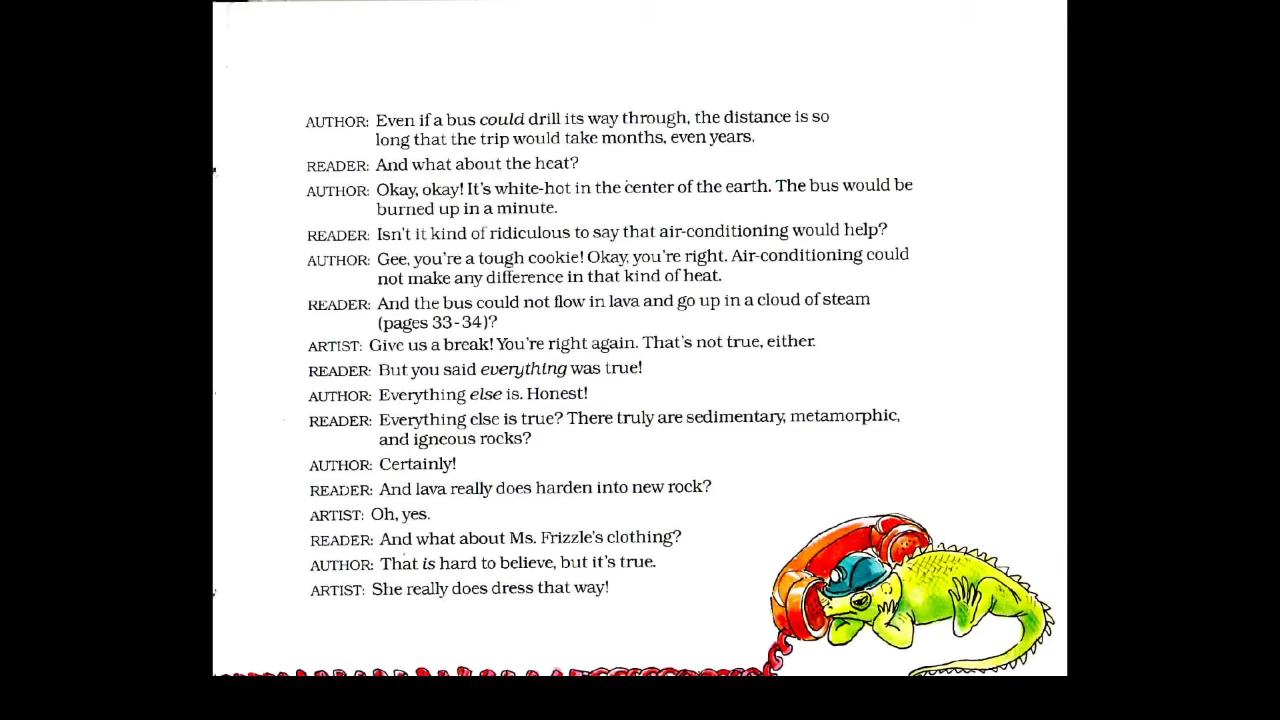 AUTHOR: Even if a bus could drill its way through, the distance is so
long that the trip would take months, even years.
READER: And what about the heat?
AUTHOR: Okay, okay! It's white-hot in the center of the earth. The bus would be
burned up in a minute.
READER: Isn't it kind of ridiculous to say that air-conditioning would help?
AUTHOR: Gee, you're a tough cookie! Okay, you're right. Air-conditioning could
not make any difference in that kind of heat.
READER: And the bus could not flow in lava and go up in a cloud of steam
(pages 33-34)?
ARTIST: Give us a break! You're right again. That's not true, either.
READER: But you said everything was true!
AUTHOR: Everything else is. Honest!
READER: Everything else is true? There truly are sedimentary, metamorphic,
and igneous rocks?
AUTHOR: Certainly!
READER: And lava really does harden into new rock?
ARTIST: Oh, yes.
READER: And what about Ms. Frizzle's clothing?
AUTHOR: That is hard to believe, but it's true.
ARTIST: She really does dress that way!